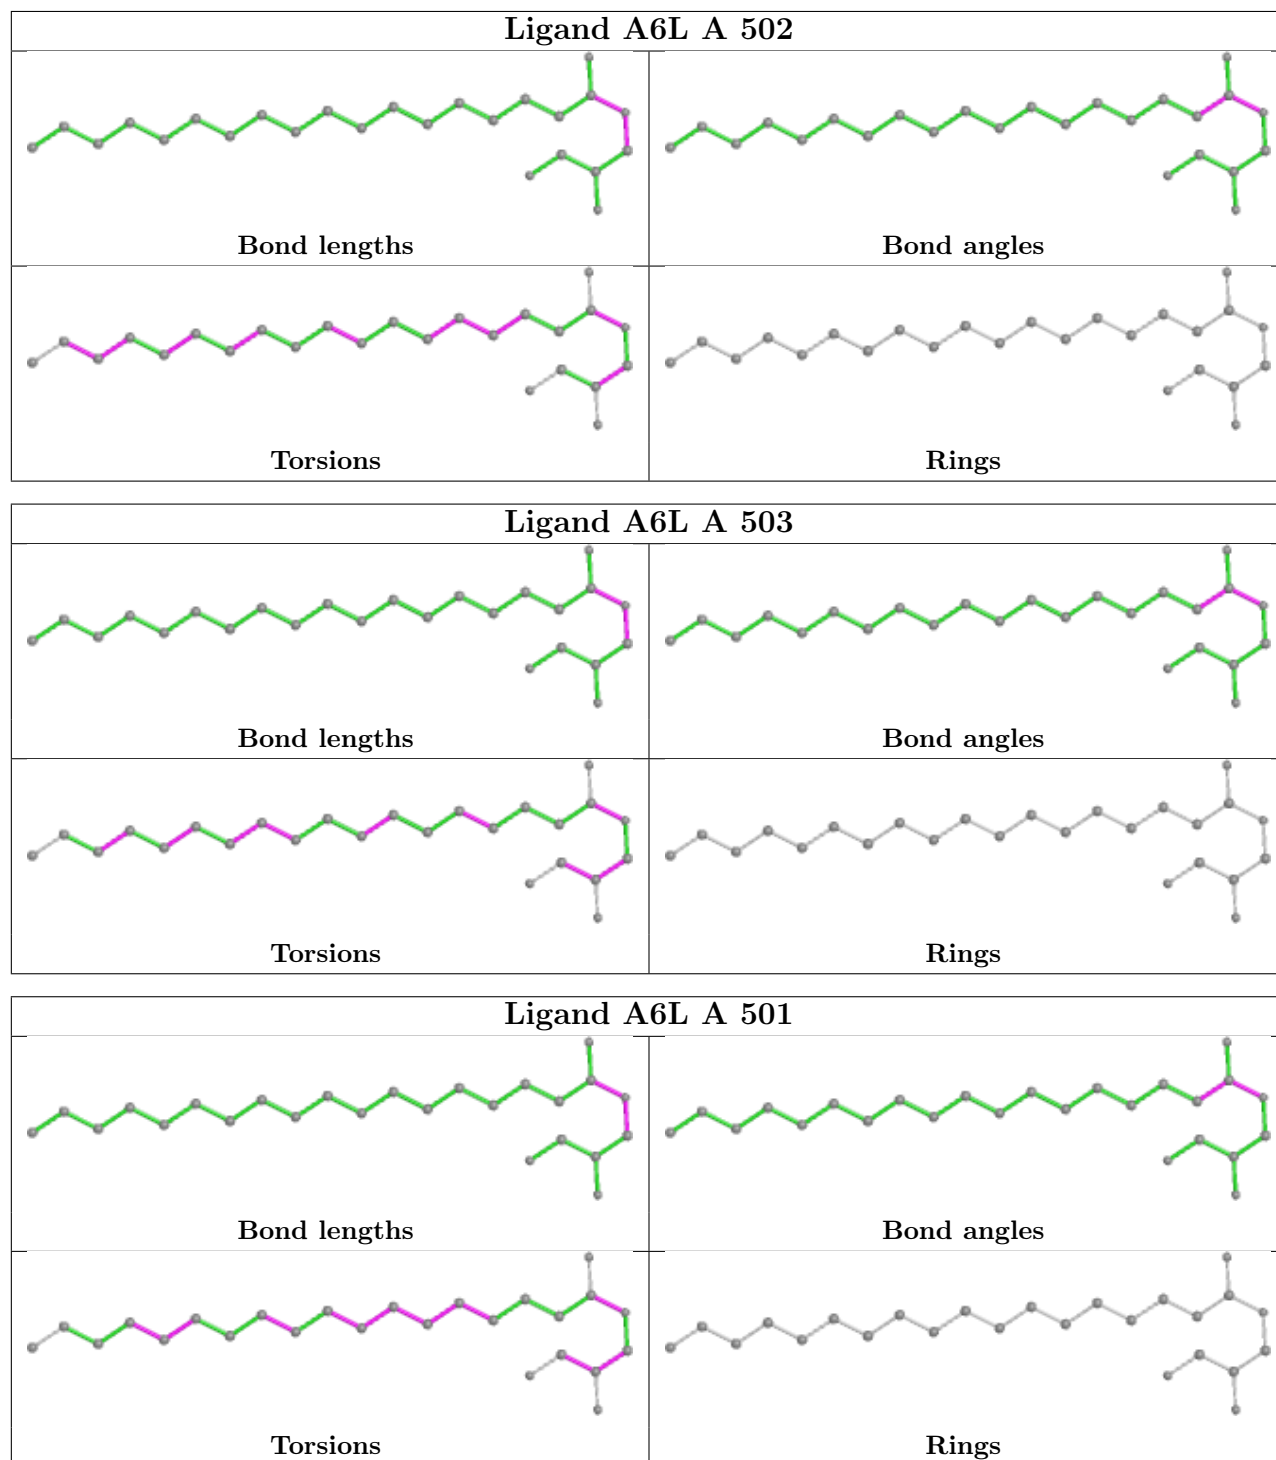 Ligand A6L A 502
Bond lengths
Bond angles
Torsions
Rings
Ligand A6L A 503
Bond lengths
Bond angles
Torsions
Rings
Ligand A6L A 501
Bond lengths
Bond angles
Torsions
Rings